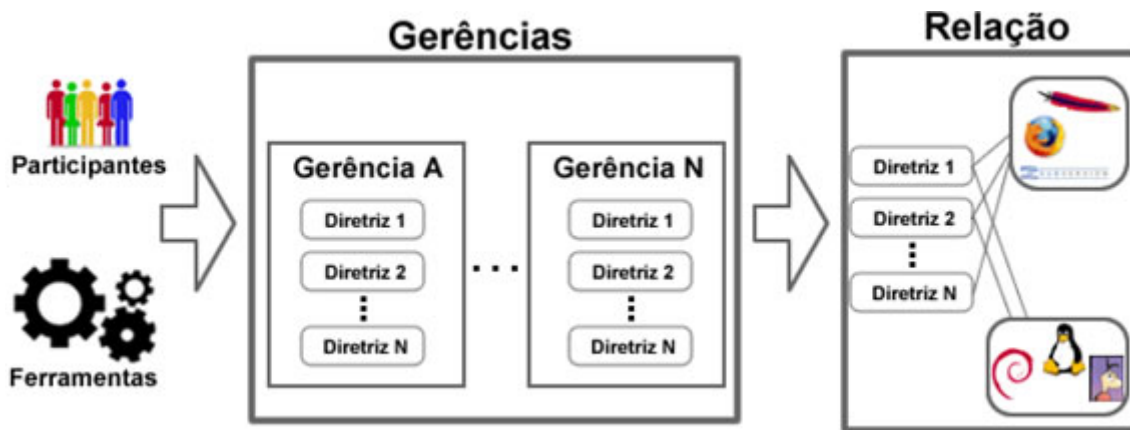 Gerências
Relação
Participantes
Ferramentas
Gerência A
Diretriz 1
Diretriz 2
Diretriz N
...
Gerência N
Diretriz 1
Diretriz 2
Diretriz N
Diretriz 1
Diretriz 2
Diretriz N
SUBVERSION